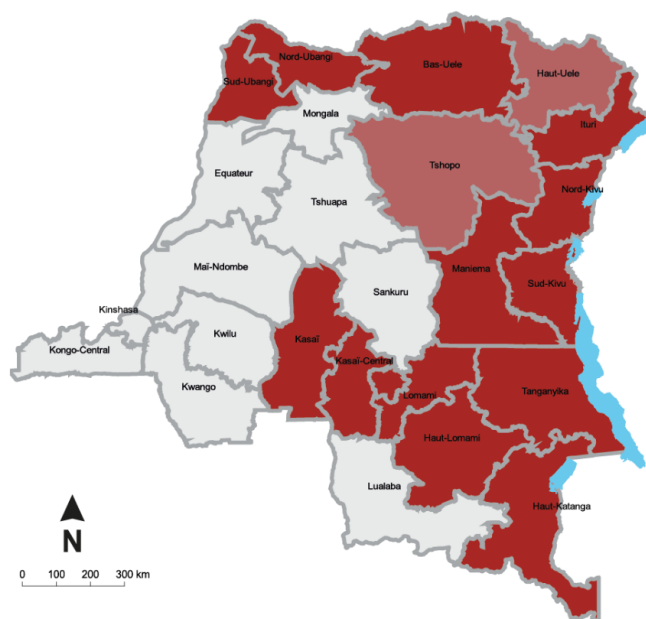 Nord-Ubangi
Bas-Uele
Haut-Uele
Sud-Ubangi
Mongala
Ituri
Tshopo
Equateur
Nord-Kivu
Tshuapa
Maï-Ndombe
Maniema
Sud-Kivu
Sankuru
Kinshasa
Kwilu
Kasaï
Kongo-Central
Kasaï-Central
Kwango
Lomami
Tanganyika
Haut-Lomami
Lualaba
Haut-Katanga
N
0 100 200 300 km